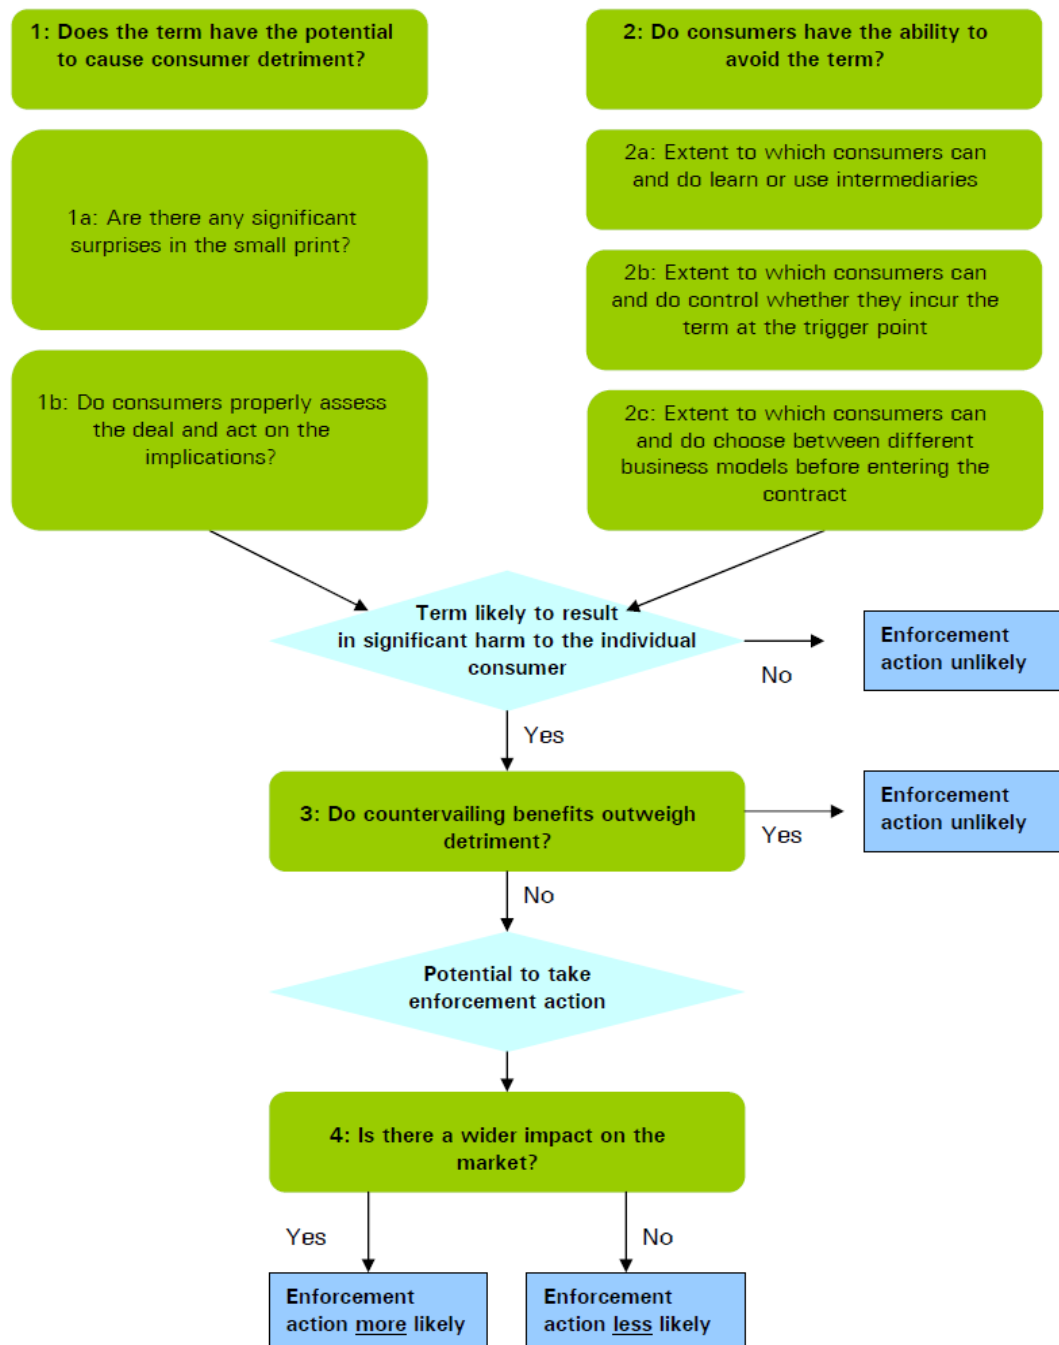 1: Does the term have the potential
to cause consumer detriment?
1a: Are there any significant
surprises in the small print?
1b: Do consumers properly assess
the deal and act on the
implications?
2: Do consumers have the ability to
avoid the term?
2a: Extent to which consumers can
and do learn or use intermediaries
2b: Extent to which consumers can
and do control whether they incur the
term at the trigger point
2c: Extent to which consumers can
and do choose between different
business models before entering the
contract
Term likely to result
in significant harm to the individual
consumer
No
Enforcement
action unlikely
Yes
3: Do countervailing benefits outweigh
detriment?
Yes
Enforcement
action unlikely
No
Potential to take
enforcement action
4: Is there a wider impact on the
market?
Yes
No
Enforcement
action more likely
Enforcement
action less likely